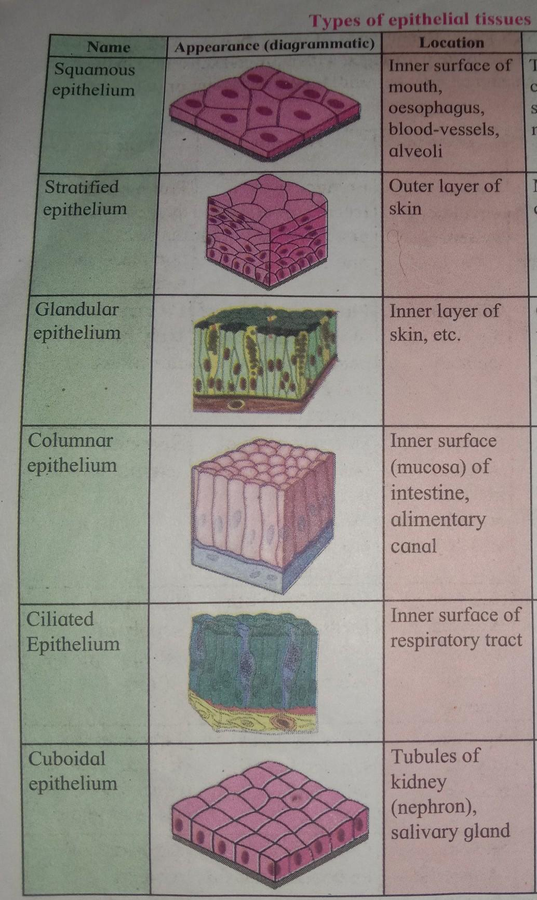 Types of epithelial tissues
Name
Appearance (diagrammatic)
Location
Squamous
epithelium
Inner surface of
mouth,
oesophagus,
blood-vessels,
alveoli
Stratified
epithelium
Outer layer of
skin
Glandular
epithelium
Inner layer of
skin, etc.
Columnar
epithelium
Inner surface
(mucosa) of
intestine,
alimentary
canal
Ciliated
Epithelium
Inner surface of
respiratory tract
Cuboidal
epithelium
Tubules of
kidney
(nephron),
salivary gland